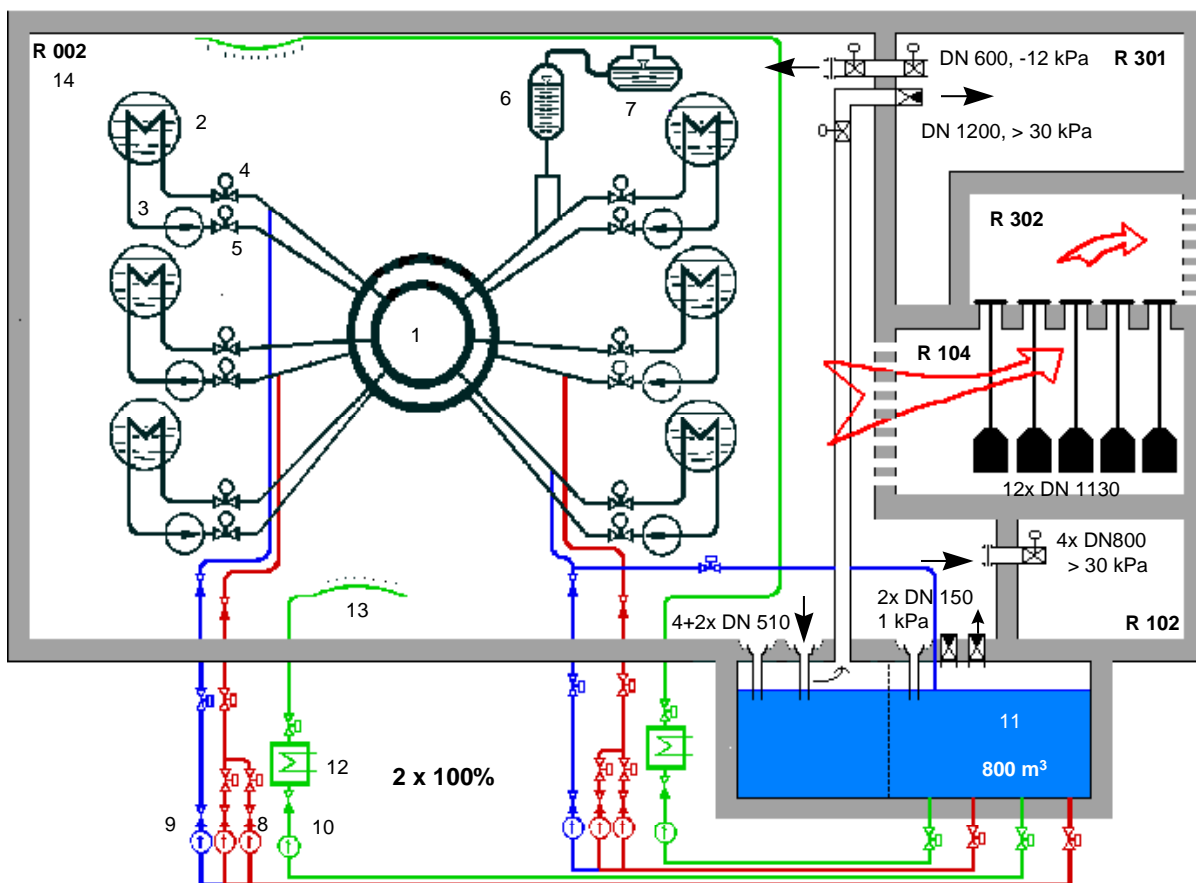 R 002
14
2
6
7
DN 600, -12 kPa
R 301
DN 1200, > 30 kPa
4
3
5
R 302
1
R 104
12x DN 1130
4x DN800
> 30 kPa
2x DN 150
1 kPa
4+2x DN 510
R 102
13
11
800 m³
12
2 x 100%
9
8
10